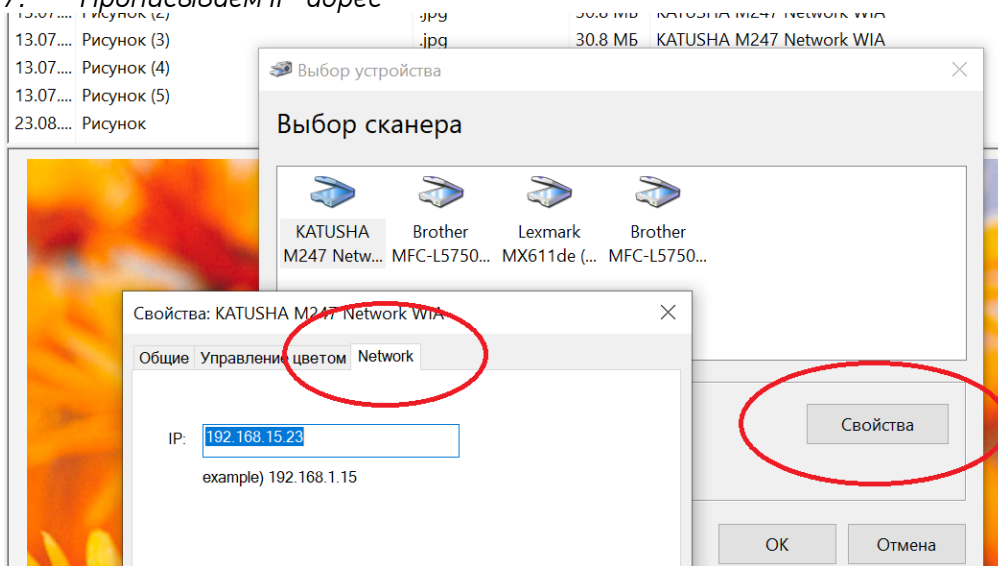 7. Прописываем IP адрес
13.07.... Рисунок (2) .jpg 30.8 МБ KATUSHA M247 Network WIA
13.07.... Рисунок (3) .jpg 30.8 МБ KATUSHA M247 Network WIA
13.07.... Рисунок (4)
13.07.... Рисунок (5)
23.08.... Рисунок
Выбор устройства
Выбор сканера
KATUSHA M247 Netw...
Brother MFC-L5750...
Lexmark MX611de (...
Brother MFC-L5750...
Свойства: KATUSHA M247 Network WIA
Общие Управление цветом Network
IP: 192.168.15.23
example) 192.168.1.15
Свойства
ОК Отмена